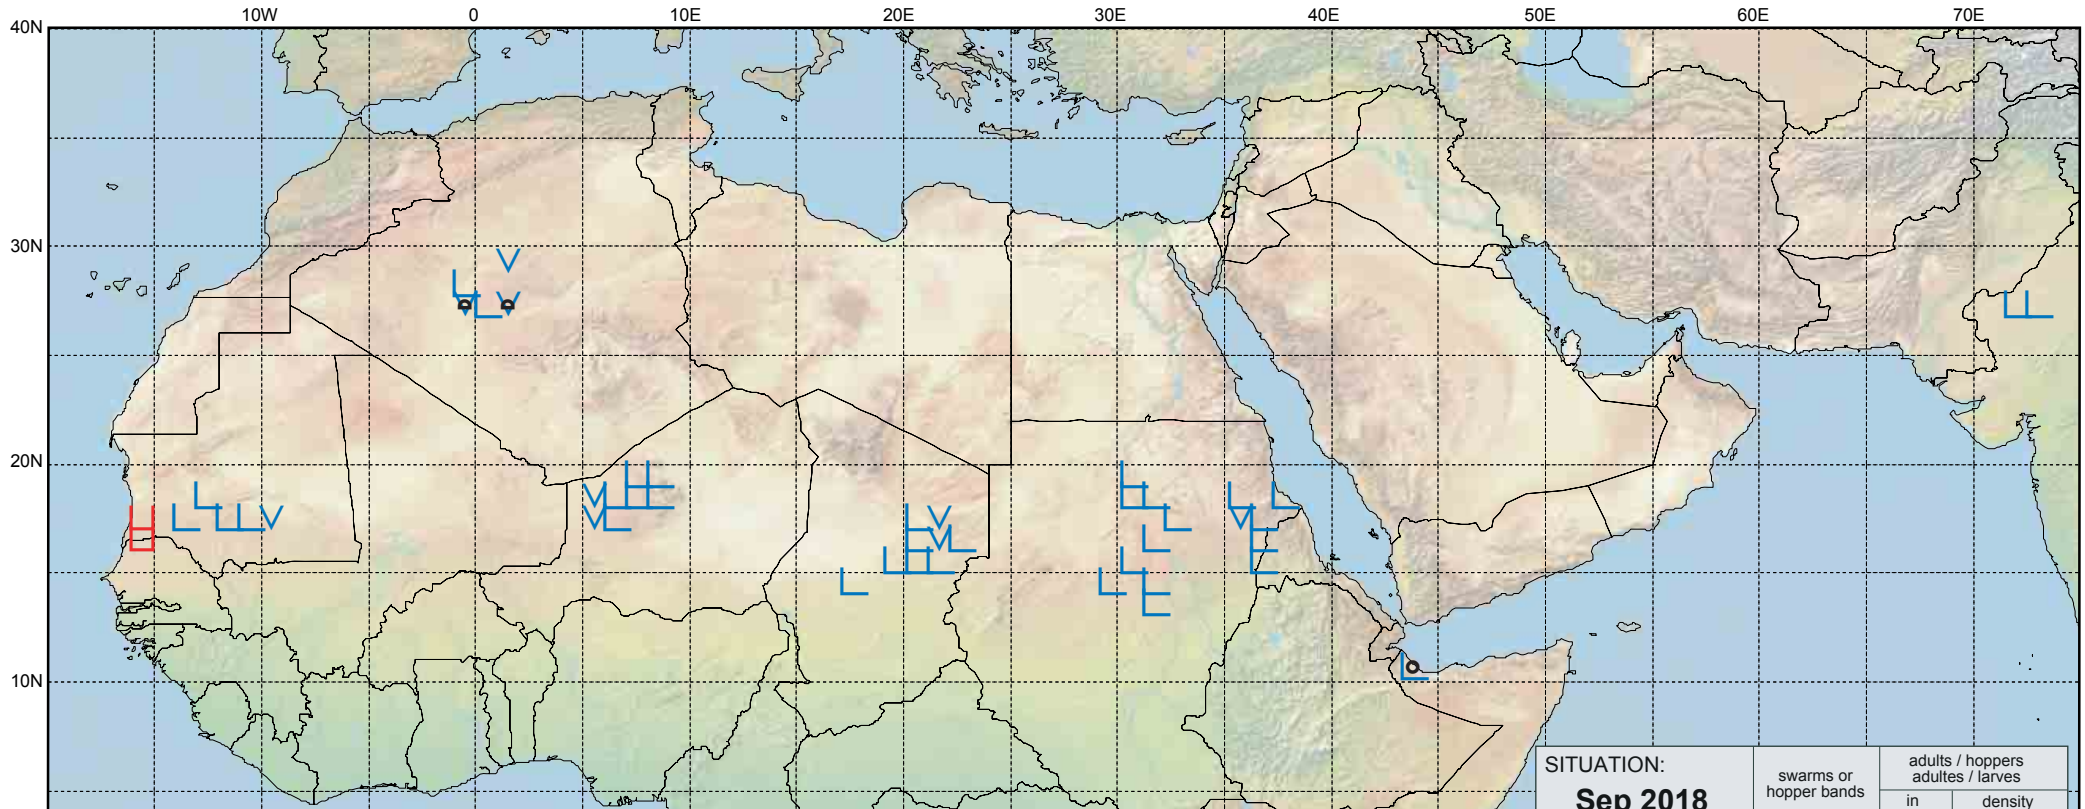 10W 0 10E 20E 30E 40E 50E 60E 70E
40N
30N
20N
10N
SITUATION:
Sep 2018
swarms or
hopper bands
adults / hoppers
adultes / larves
in
density